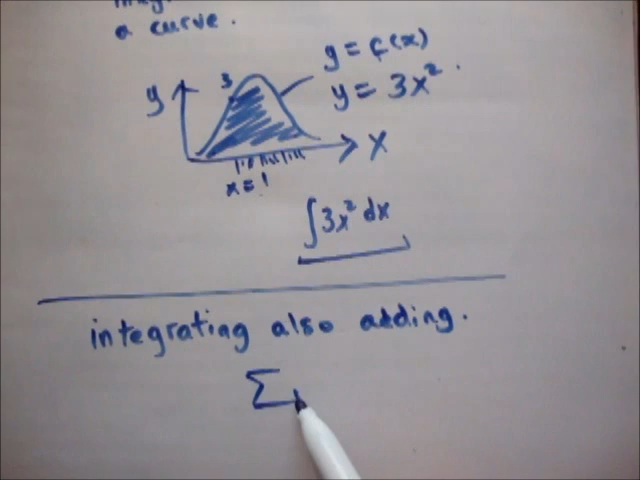 a curve.
y = f(x)
y = 3x²
3
y
x
x = 1
∫3x² dx
integrating also adding.
Σ